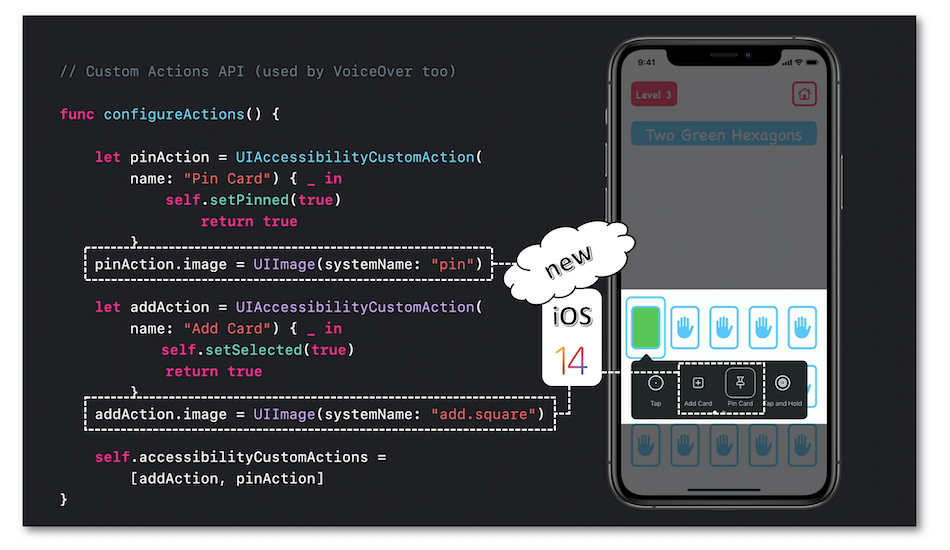 // Custom Actions API (used by VoiceOver too)
func configureActions() {
let pinAction = UIAccessibilityCustomAction(
name: "Pin Card") { _ in
self.setPinned(true)
return true
}
pinAction.image = UIImage(systemName: "pin")
let addAction = UIAccessibilityCustomAction(
name: "Add Card") { _ in
self.setSelected(true)
return true
}
addAction.image = UIImage(systemName: "add.square")
self.accessibilityCustomActions =
[addAction, pinAction]
}
new
iOS
14
9:41
Level 3
Two Green Hexagons
Tap Add Card Pin Card Tap and Hold